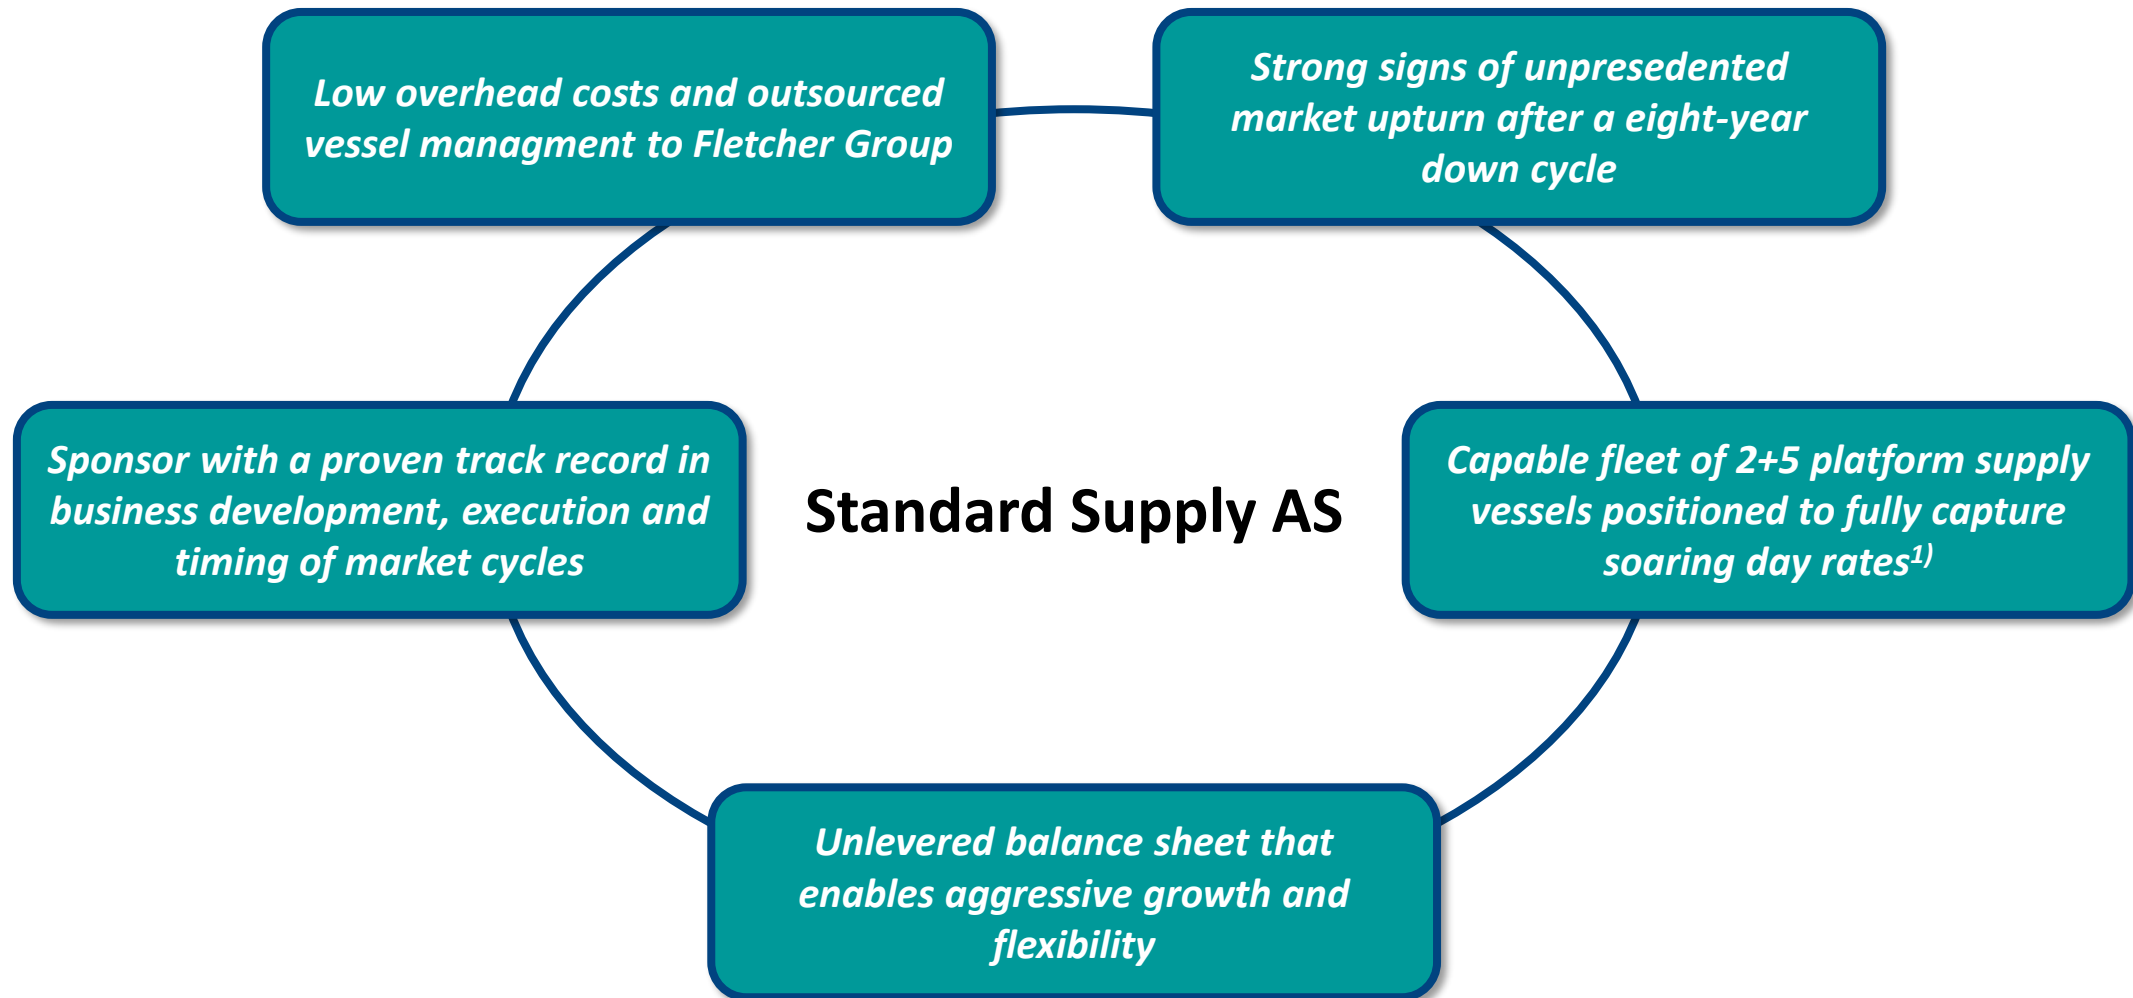 Low overhead costs and outsourced
vessel managment to Fletcher Group
Strong signs of unpresedented
market upturn after a eight-year
down cycle
Sponsor with a proven track record in
business development, execution and
timing of market cycles
Standard Supply AS
Capable fleet of 2+5 platform supply
vessels positioned to fully capture
soaring day rates1)
Unlevered balance sheet that
enables aggressive growth and
flexibility